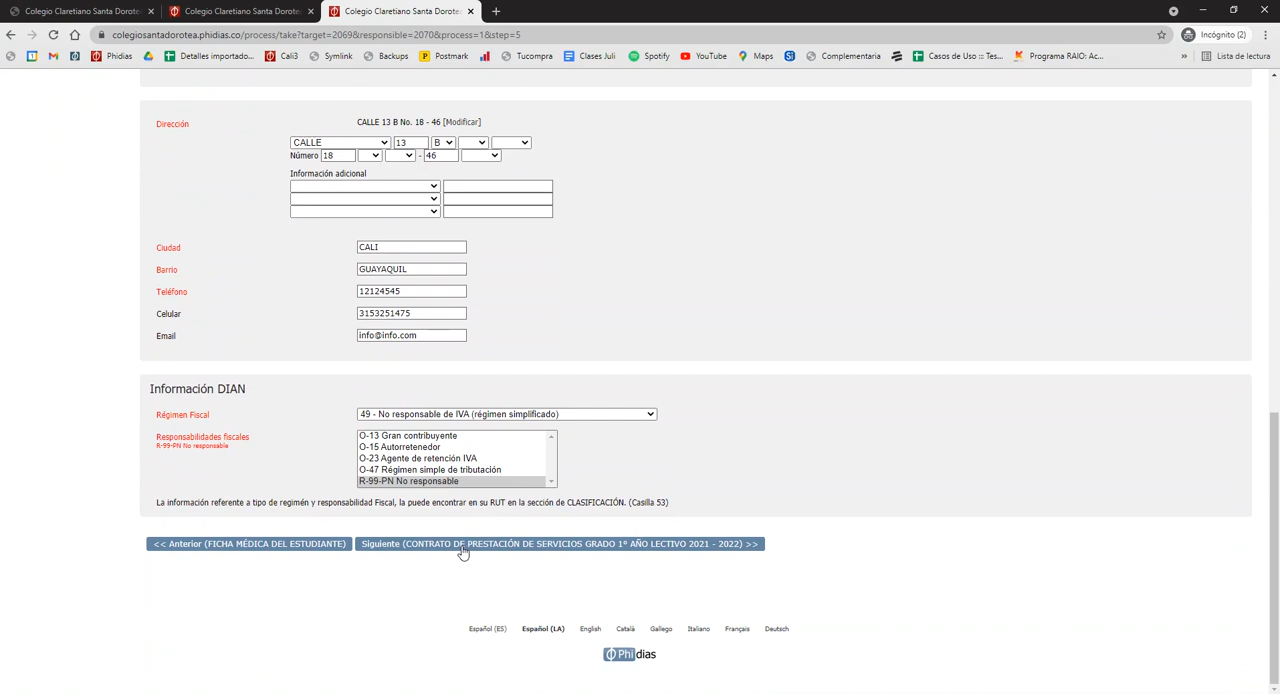 Colegio Claretiano Santa Dorote
Colegio Claretiano Santa Dorote
Colegio Claretiano Santa Dorote
colegiosantadorotea.phidias.co/process/take?target=2069&responsible=2070&process=1&step=5
Incógnito (2)
Phidias
Detalles importado...
Cali3
Symlink
Backups
Postmark
Tucompra
Clases Juli
Spotify
YouTube
Maps
Complementaria
Casos de Uso ::: Tes...
Programa RAIO: Ac...
»
Lista de lectura
Dirección
CALLE 13 B No. 18 - 46 [Modificar]
CALLE 13 B
Número 18 - 46
Información adicional
Ciudad CALI
Barrio GUAYAQUIL
Teléfono 12124545
Celular 3153251475
Email info@info.com
Información DIAN
Régimen Fiscal 49 - No responsable de IVA (régimen simplificado)
Responsabilidades fiscales
R-99-PN No responsable
O-13 Gran contribuyente
O-15 Autorretenedor
O-23 Agente de retención IVA
O-47 Régimen simple de tributación
R-99-PN No responsable
La información referente a tipo de regimén y responsabilidad Fiscal, la puede encontrar en su RUT en la sección de CLASIFICACIÓN. (Casilla 53)
<< Anterior (FICHA MÉDICA DEL ESTUDIANTE) Siguiente (CONTRATO DE PRESTACIÓN DE SERVICIOS GRADO 1º AÑO LECTIVO 2021 - 2022) >>
Español (ES) Español (LA) English Català Gallego Italiano Français Deutsch
Phidias